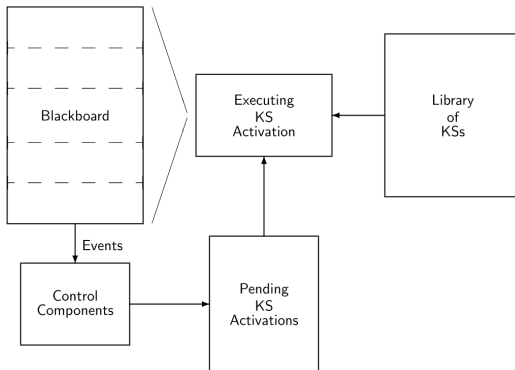 Blackboard
Executing
KS
Activation
Library
of
KSs
Events
Control
Components
Pending
KS
Activations